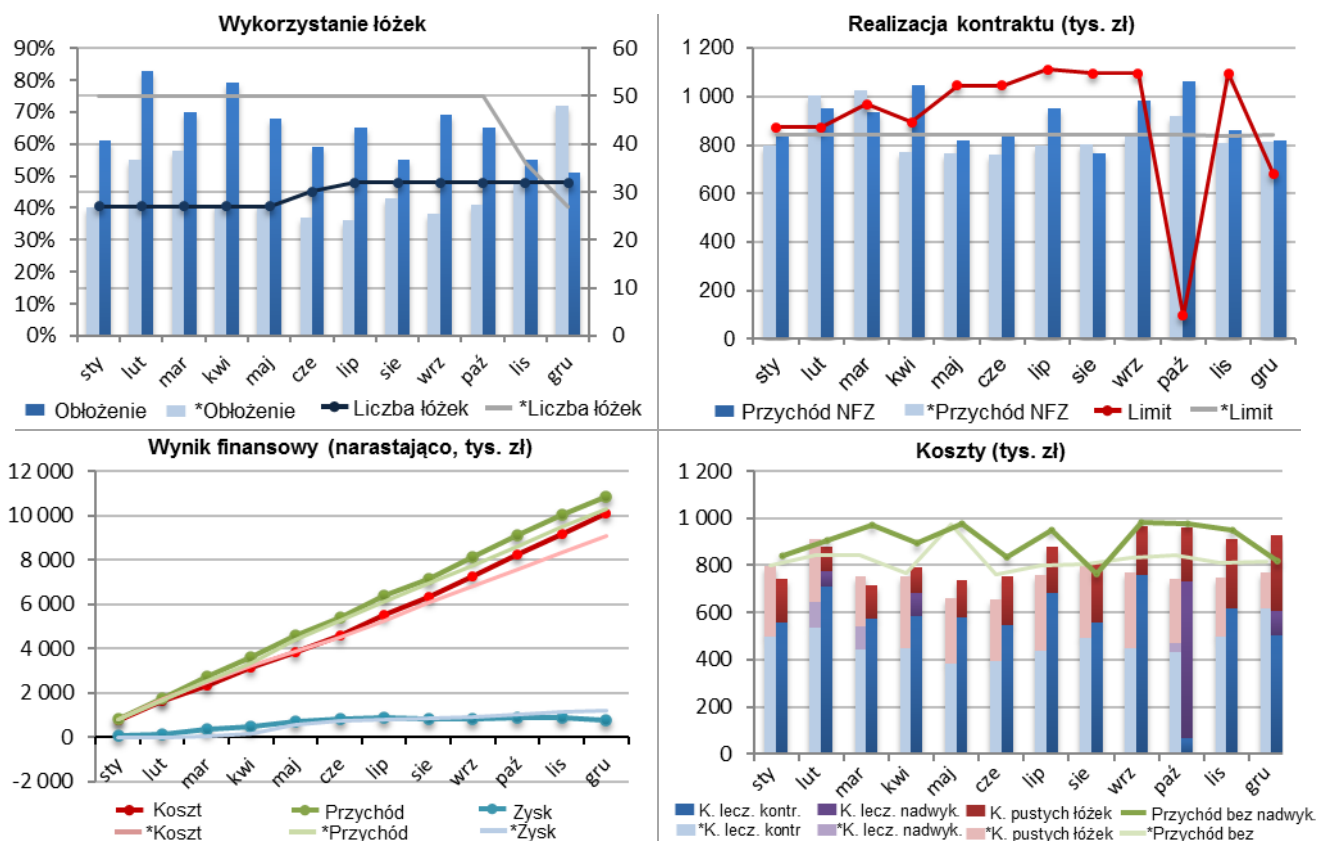 Wykorzystanie łóżek
90%
80%
70%
60%
50%
40%
30%
20%
10%
0%
60
50
40
30
20
10
0
sty lut mar kwi maj cze lip sie wrz paź lis gru
Obłożenie *Obłożenie Liczba łóżek *Liczba łóżek
Realizacja kontraktu (tys. zł)
1 200
1 000
800
600
400
200
0
sty lut mar kwi maj cze lip sie wrz paź lis gru
Przychód NFZ *Przychód NFZ Limit *Limit
Wynik finansowy (narastająco, tys. zł)
12 000
10 000
8 000
6 000
4 000
2 000
0
-2 000
sty lut mar kwi maj cze lip sie wrz paź lis gru
Koszt Przychód Zysk
*Koszt *Przychód *Zysk
Koszty (tys. zł)
1 200
1 000
800
600
400
200
0
sty lut mar kwi maj cze lip sie wrz paź lis gru
K. lecz. kontr. K. lecz. nadwyk. K. pustych łóżek Przychód bez nadwyk.
*K. lecz. kontr *K. lecz. nadwyk. *K. pustych łóżek *Przychód bez